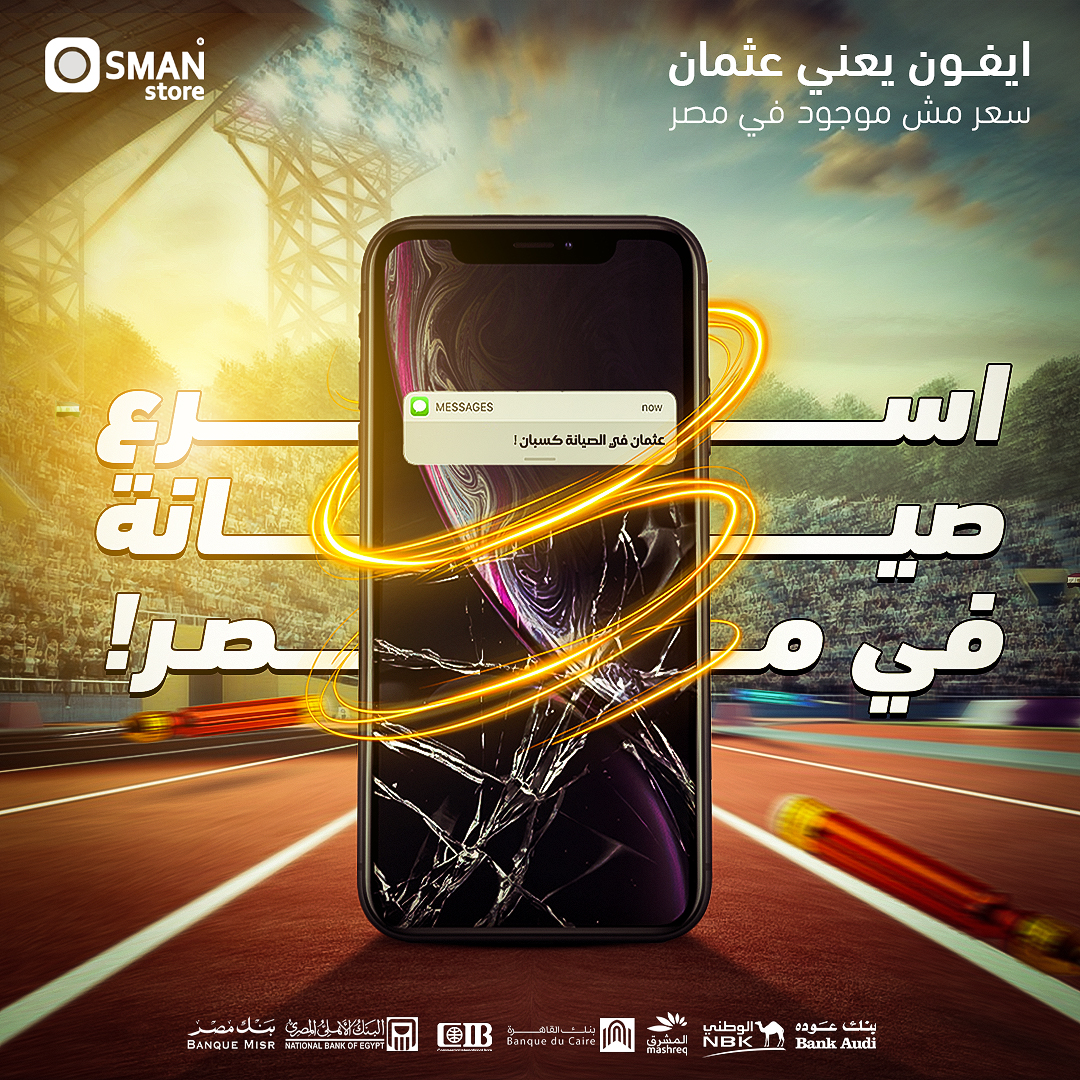 OSMAN
store
ايفون يعني عثمان
سعر مش موجود في مصر
اسرع
صيانة
في مصر!
MESSAGES now
عثمان في الصيانة كسبان !
بنك مصر
BANQUE MISR
البنك الأهلي المصري
NATIONAL BANK OF EGYPT
CIB
بنك القاهرة
Banque du Caire
المشرق
mashreq
الوطني
NBK
بنك عوده
Bank Audi